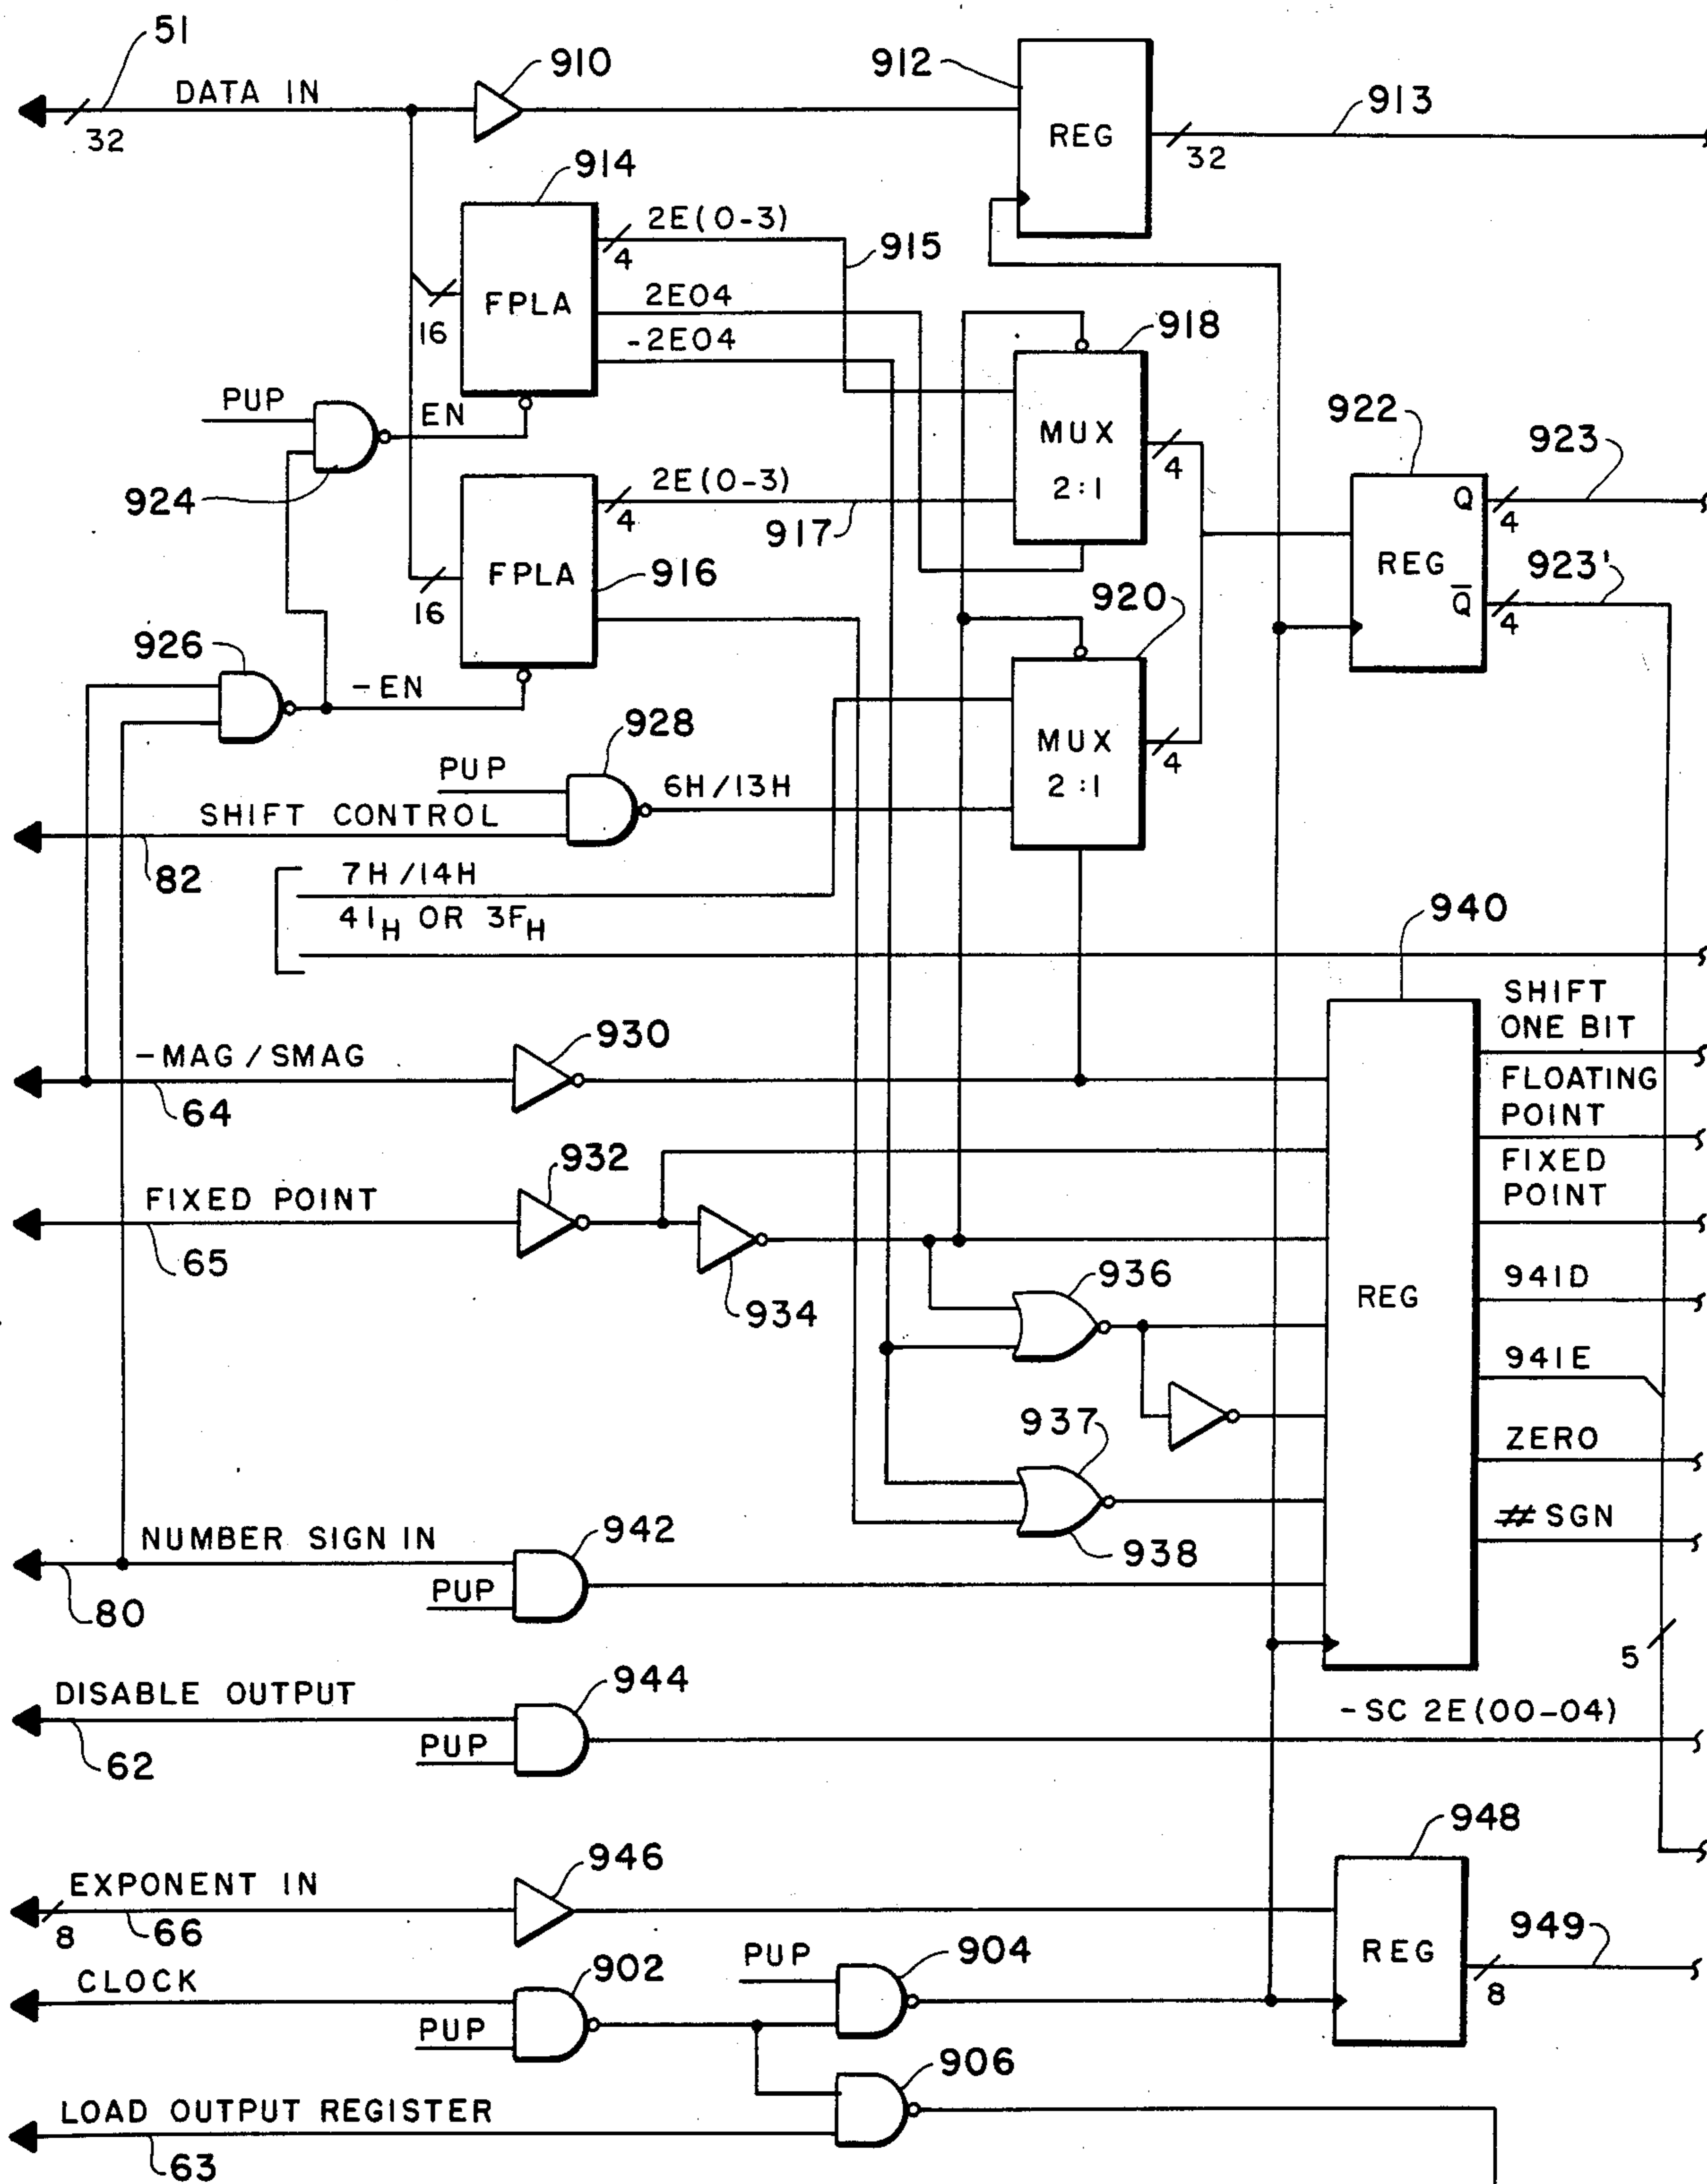 51
DATA IN
32
910
912
REG
32
913
914
FPLA
16
2E(0-3)
4
915
2E04
-2E04
918
MUX
2:1
4
PUP
EN
924
2E(0-3)
4
917
FPLA
16
916
920
922
REG
Q
4
923
Q̅
4
923'
926
-EN
928
PUP
6H/13H
MUX
2:1
4
SHIFT CONTROL
82
7H/14H
41H OR 3FH
940
REG
-MAG/SMAG
64
930
SHIFT
ONE BIT
FLOATING
POINT
FIXED POINT
65
932
934
FIXED
POINT
936
941D
941E
937
938
ZERO
#SGN
NUMBER SIGN IN
80
942
PUP
5
DISABLE OUTPUT
62
944
PUP
-SC 2E(00-04)
EXPONENT IN
8
66
946
948
REG
8
949
CLOCK
902
PUP
PUP
904
906
LOAD OUTPUT REGISTER
63